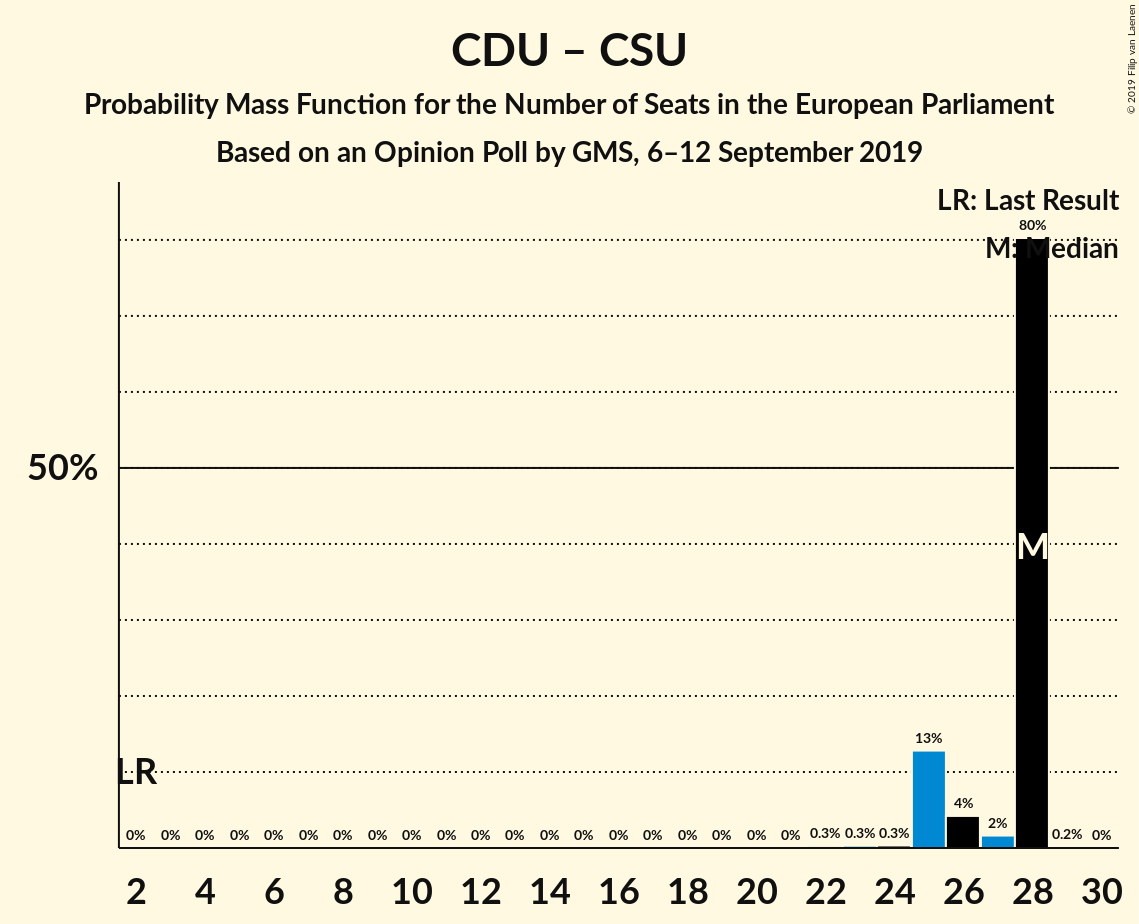 CDU – CSU
Probability Mass Function for the Number of Seats in the European Parliament
Based on an Opinion Poll by GMS, 6–12 September 2019
© 2019 Filip van Laenen
LR: Last Result
M: Median
80%
50%
M
LR
13%
4%
2%
0% 0% 0% 0% 0% 0% 0% 0% 0% 0% 0% 0% 0% 0% 0% 0% 0% 0% 0% 0% 0.3% 0.3% 0.3% 0.2% 0%
2 4 6 8 10 12 14 16 18 20 22 24 26 28 30